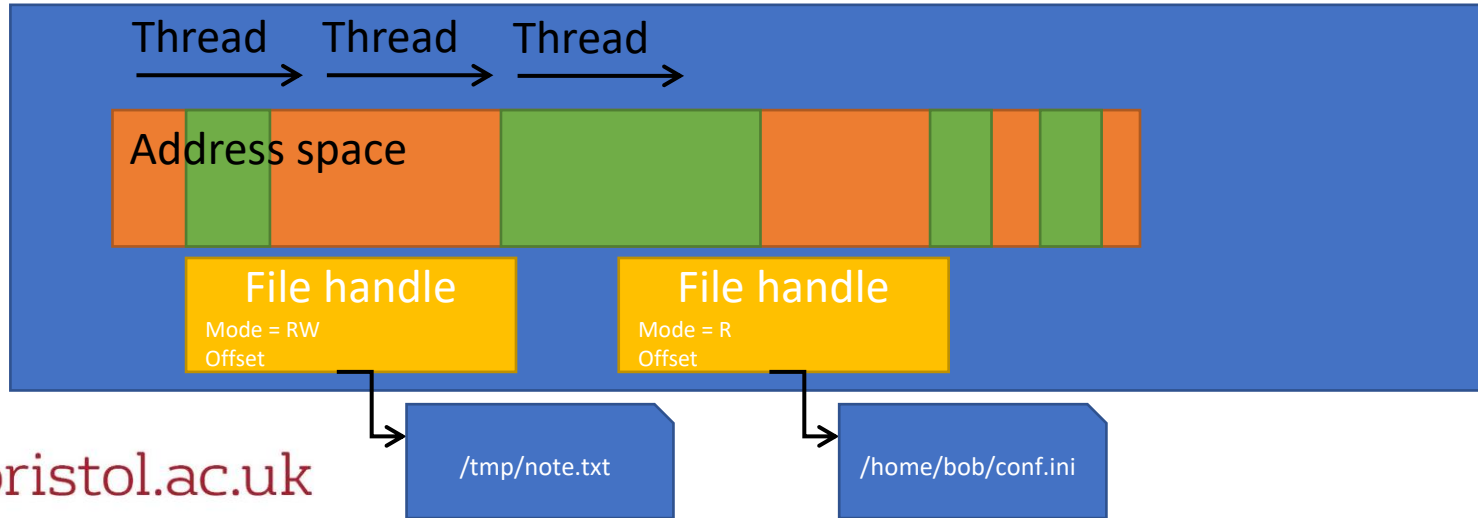 Thread Thread Thread
Address space
File handle File handle
Mode = RW Mode = R
Offset Offset
/tmp/note.txt /home/bob/conf.ini
bristol.ac.uk